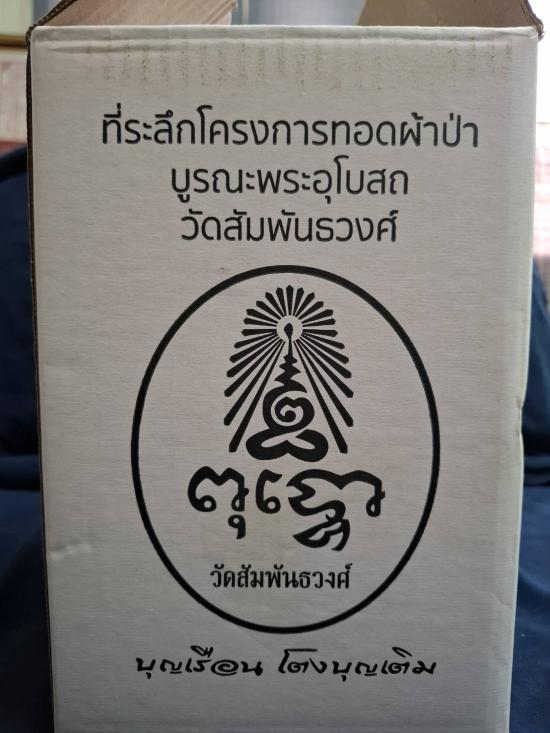 ที่ระลึกโครงการทอดผ้าป่า
บูรณะพระอุโบสถ
วัดสัมพันธวงศ์
วัดสัมพันธวงศ์
บุญเรือน โตงบุญเติม